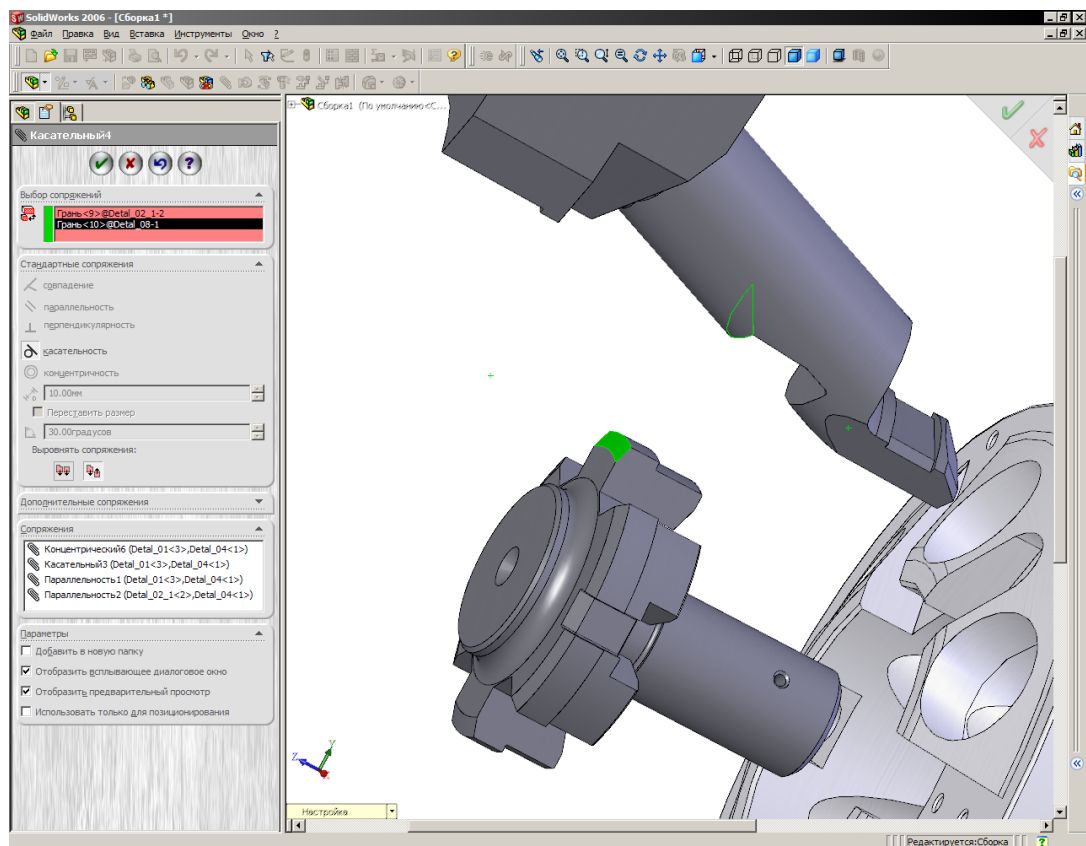 SolidWorks 2006 - [Сборка1 *]
Файл Правка Вид Вставка Инструменты Окно ?
Сборка1 (По умолчанию<С...
Касательный4
Выбор сопряжений
Грань<9>@Detal_02_1-2
Грань<10>@Detal_08-1
Стандартные сопряжения
совпадение
параллельность
перпендикулярность
касательность
концентричность
10.00мм
Переставить размер
30.00градусов
Выровнять сопряжения:
Дополнительные сопряжения
Сопряжения
Концентрический6 (Detal_01<3>,Detal_04<1>)
Касательный3 (Detal_01<3>,Detal_04<1>)
Параллельность1 (Detal_01<3>,Detal_04<1>)
Параллельность2 (Detal_02_1<2>,Detal_04<1>)
Параметры
Добавить в новую папку
Отобразить всплывающее диалоговое окно
Отобразить предварительный просмотр
Использовать только для позиционирования
Y
Z
Настройка
Редактируется:Сборка